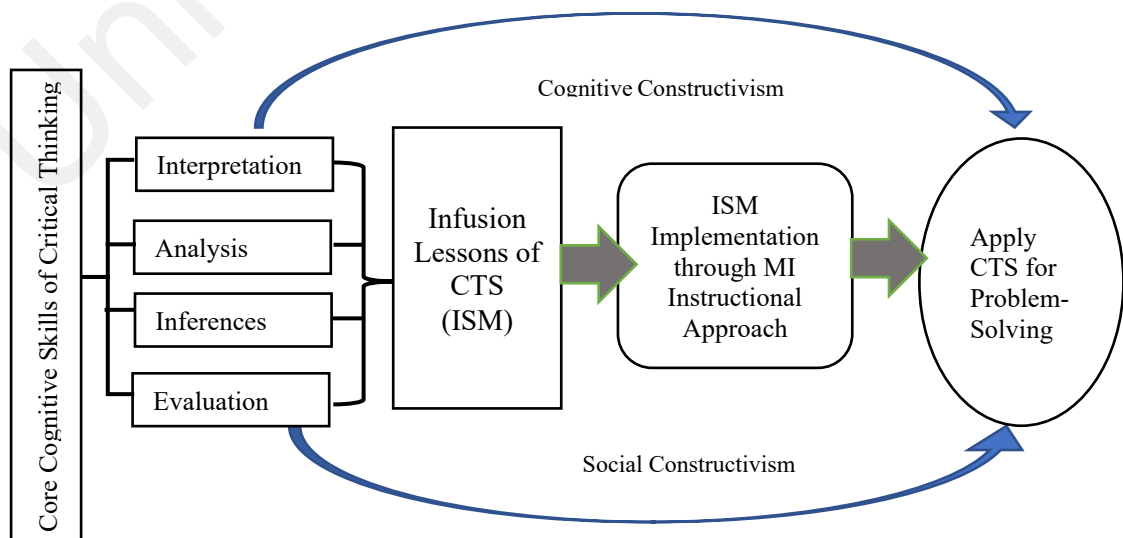 Core Cognitive Skills of Critical Thinking
Cognitive Constructivism
Interpretation
Analysis
Inferences
Evaluation
Infusion
Lessons of
CTS
(ISM)
ISM
Implementation
through MI
Instructional
Approach
Apply
CTS for
Problem-
Solving
Social Constructivism
Uni